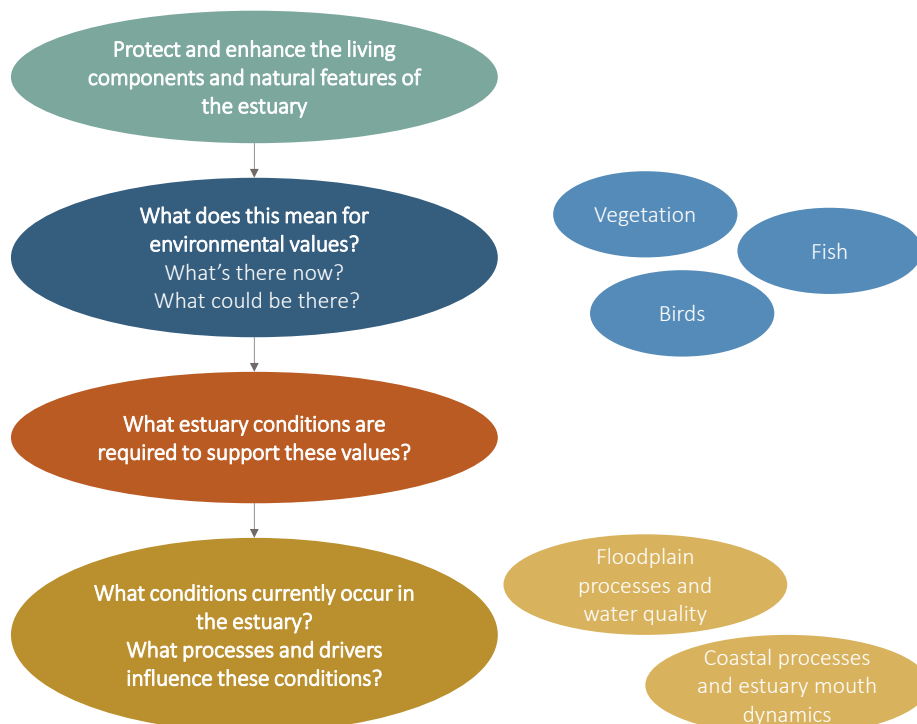 Protect and enhance the living
components and natural features of
the estuary
What does this mean for
environmental values?
What's there now?
What could be there?
Vegetation
Fish
Birds
What estuary conditions are
required to support these values?
What conditions currently occur in
the estuary?
What processes and drivers
influence these conditions?
Floodplain
processes and
water quality
Coastal processes
and estuary mouth
dynamics